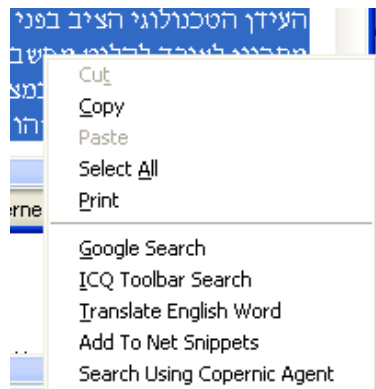 העידן הטכנולוגי הציב בפני
Cut
Copy
Paste
Select All
Print
Google Search
ICQ Toolbar Search
Translate English Word
Add To Net Snippets
Search Using Copernic Agent